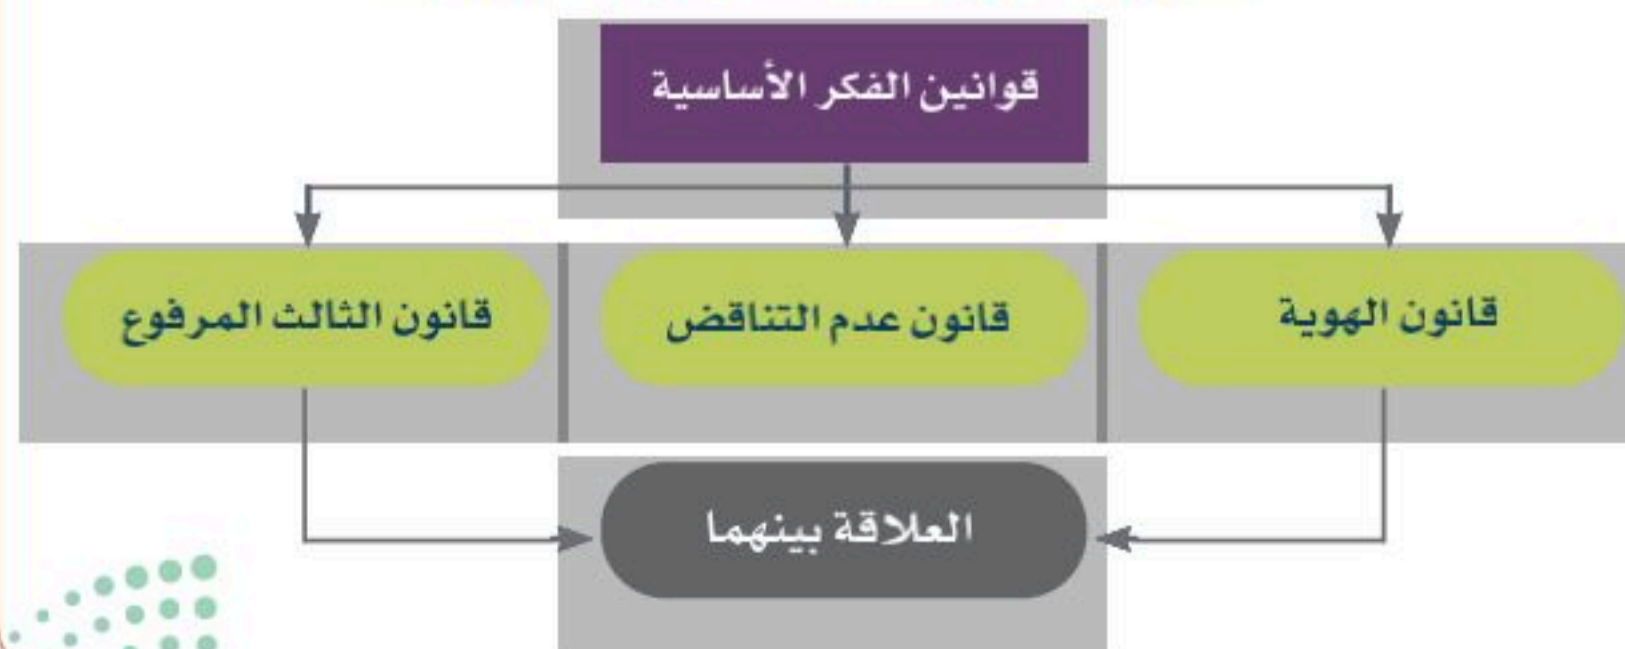 قوانين الفكر الأساسية
قانون الهوية
قانون عدم التناقض
قانون الثالث المرفوع
العلاقة بينهما